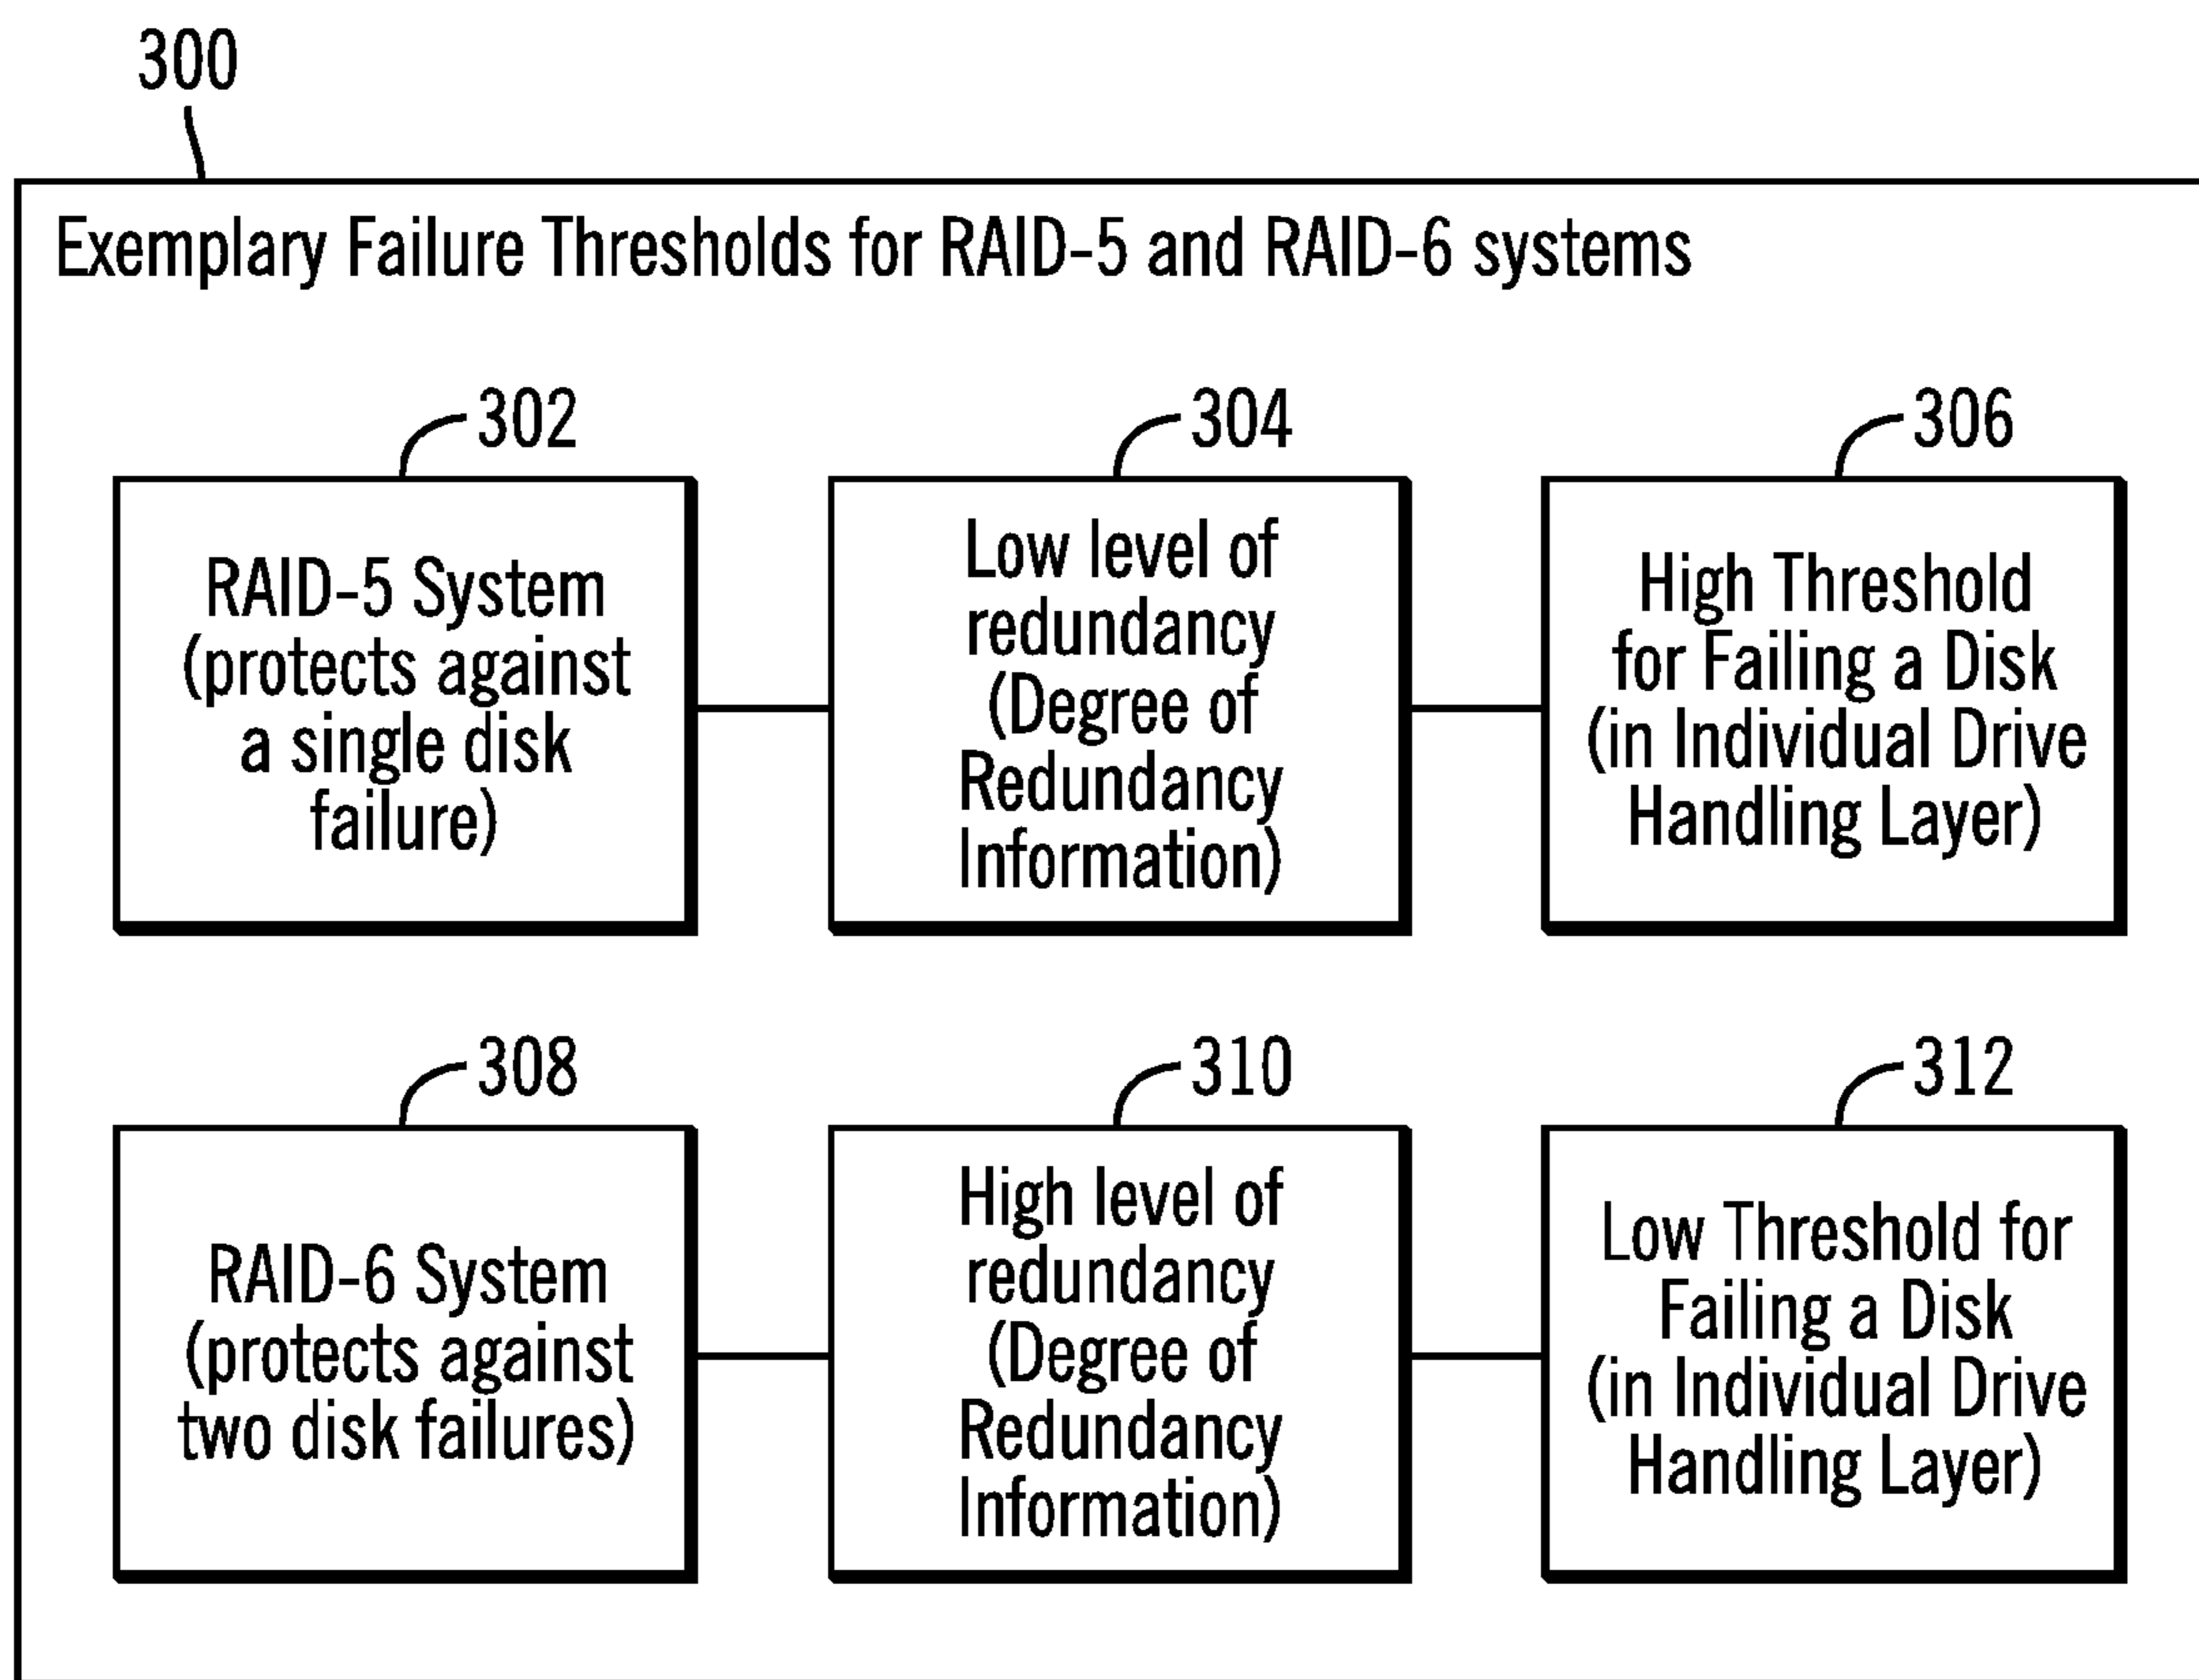 300
Exemplary Failure Thresholds for RAID-5 and RAID-6 systems
302
RAID-5 System
(protects against
a single disk
failure)
304
Low level of
redundancy
(Degree of
Redundancy
Information)
306
High Threshold
for Failing a Disk
(in Individual Drive
Handling Layer)
308
RAID-6 System
(protects against
two disk failures)
310
High level of
redundancy
(Degree of
Redundancy
Information)
312
Low Threshold for
Failing a Disk
(in Individual Drive
Handling Layer)